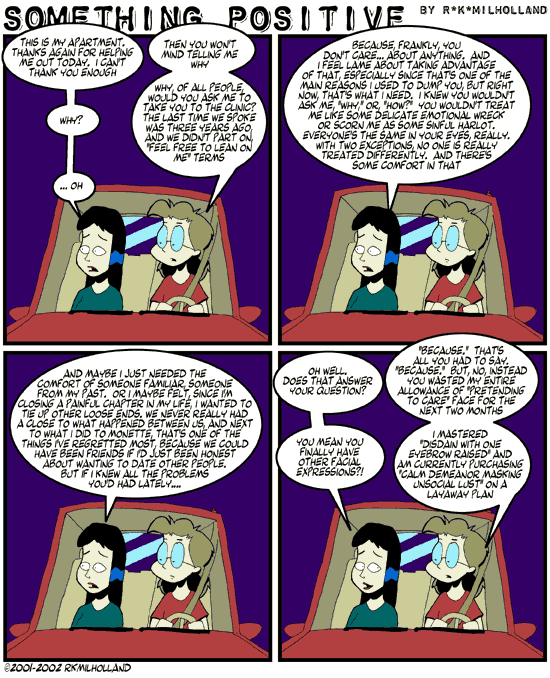 SOMETHING POSITIVE BY R*K*MILHOLLAND
THIS IS MY APARTMENT.
THANKS AGAIN FOR HELPING
ME OUT TODAY. I CAN'T
THANK YOU ENOUGH
WHY?
THEN YOU WON'T
MIND TELLING ME
WHY
WHY, OF ALL PEOPLE,
WOULD YOU ASK ME TO
TAKE YOU TO THE CLINIC?
THE LAST TIME WE SPOKE
WAS THREE YEARS AGO,
AND WE DIDN'T PART ON,
"FEEL FREE TO LEAN ON
ME" TERMS
... OH
BECAUSE, FRANKLY, YOU
DON'T CARE... ABOUT ANYTHING. AND
I FEEL LAME ABOUT TAKING ADVANTAGE
OF THAT, ESPECIALLY SINCE THAT'S ONE OF THE
MAIN REASONS I USED TO DUMP YOU, BUT RIGHT
NOW, THAT'S WHAT I NEED. I KNEW YOU WOULDN'T
ASK ME, "WHY," OR, "HOW?" YOU WOULDN'T TREAT
ME LIKE SOME DELICATE EMOTIONAL WRECK
OR SCORN ME AS SOME SINFUL HARLOT.
EVERYONE'S THE SAME IN YOUR EYES, REALLY.
WITH TWO EXCEPTIONS, NO ONE IS REALLY
TREATED DIFFERENTLY. AND THERE'S
SOME COMFORT IN THAT
AND MAYBE I JUST NEEDED THE
COMFORT OF SOMEONE FAMILIAR, SOMEONE
FROM MY PAST. OR I MAYBE FELT, SINCE I'M
CLOSING A PAINFUL CHAPTER IN MY LIFE, I WANTED TO
TIE UP OTHER LOOSE ENDS. WE NEVER REALLY HAD
A CLOSE TO WHAT HAPPENED BETWEEN US, AND NEXT
TO WHAT I DID TO MONETTE, THAT'S ONE OF THE
THINGS I'VE REGRETTED MOST, BECAUSE WE COULD
HAVE BEEN FRIENDS IF I'D JUST BEEN HONEST
ABOUT WANTING TO DATE OTHER PEOPLE,
BUT IF I KNEW ALL THE PROBLEMS
YOU'D HAD LATELY....
OH WELL.
DOES THAT ANSWER
YOUR QUESTION?
"BECAUSE," THAT'S
ALL YOU HAD TO SAY.
"BECAUSE." BUT, NO, INSTEAD
YOU WASTED MY ENTIRE
ALLOWANCE OF "PRETENDING
TO CARE" FACE FOR THE
NEXT TWO MONTHS
YOU MEAN YOU
FINALLY HAVE
OTHER FACIAL
EXPRESSIONS?!
I MASTERED
"DISDAIN WITH ONE
EYEBROW RAISED" AND
AM CURRENTLY PURCHASING
"CALM DEMEANOR MASKING
UNSOCIAL LUST" ON A
LAYAWAY PLAN
©2001-2002 RKMILHOLLAND